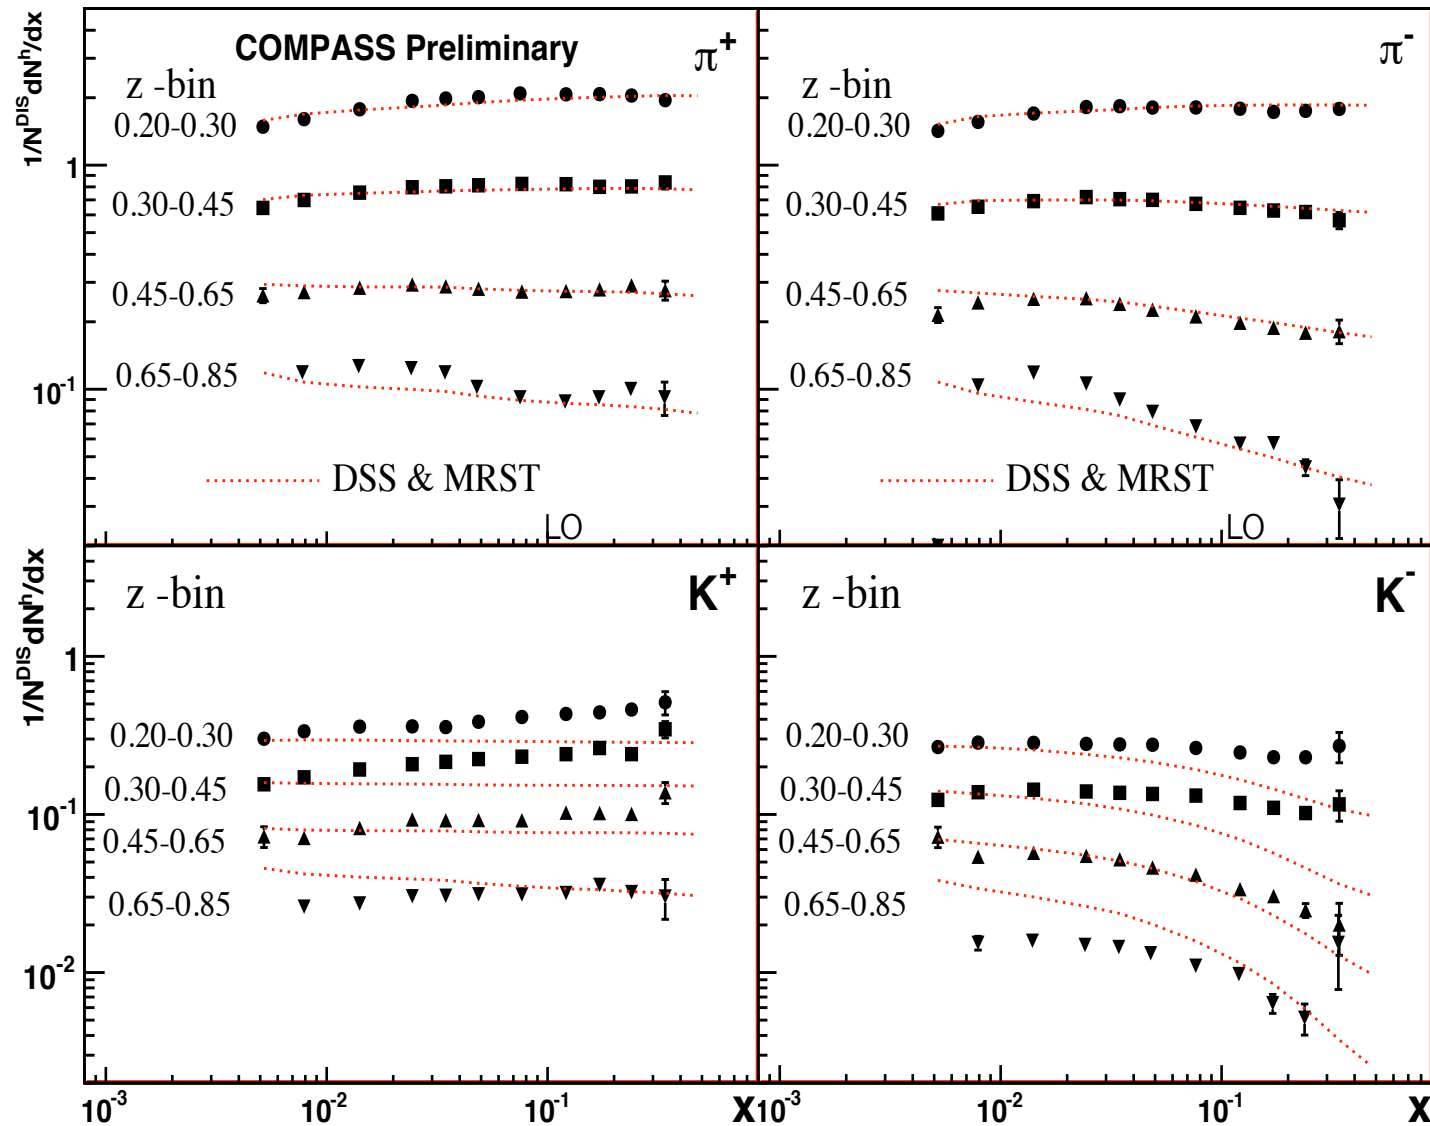 COMPASS Preliminary
π+
1/N^DIS dN^h/dx
z -bin
0.20-0.30
1
0.30-0.45
0.45-0.65
0.65-0.85
10^-1
DSS & MRST
LO
π-
z -bin
0.20-0.30
0.30-0.45
0.45-0.65
0.65-0.85
DSS & MRST
LO
K+
1/N^DIS dN^h/dx
z -bin
1
0.20-0.30
0.30-0.45
10^-1
0.45-0.65
0.65-0.85
10^-2
K-
z -bin
0.20-0.30
0.30-0.45
0.45-0.65
0.65-0.85
10^-3 10^-2 10^-1 x
10^-3 10^-2 10^-1 x